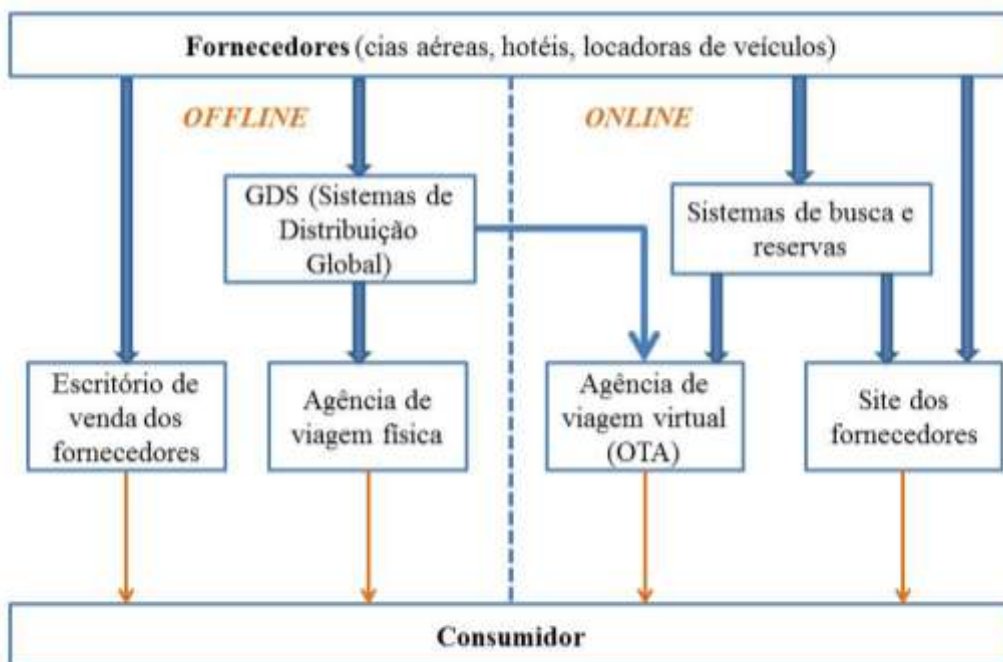 Fornecedores (cias aéreas, hotéis, locadoras de veículos)
OFFLINE
ONLINE
GDS (Sistemas de
Distribuição
Global)
Sistemas de busca e
reservas
Escritório de
venda dos
fornecedores
Agência de
viagem física
Agência de
viagem virtual
(OTA)
Site dos
fornecedores
Consumidor